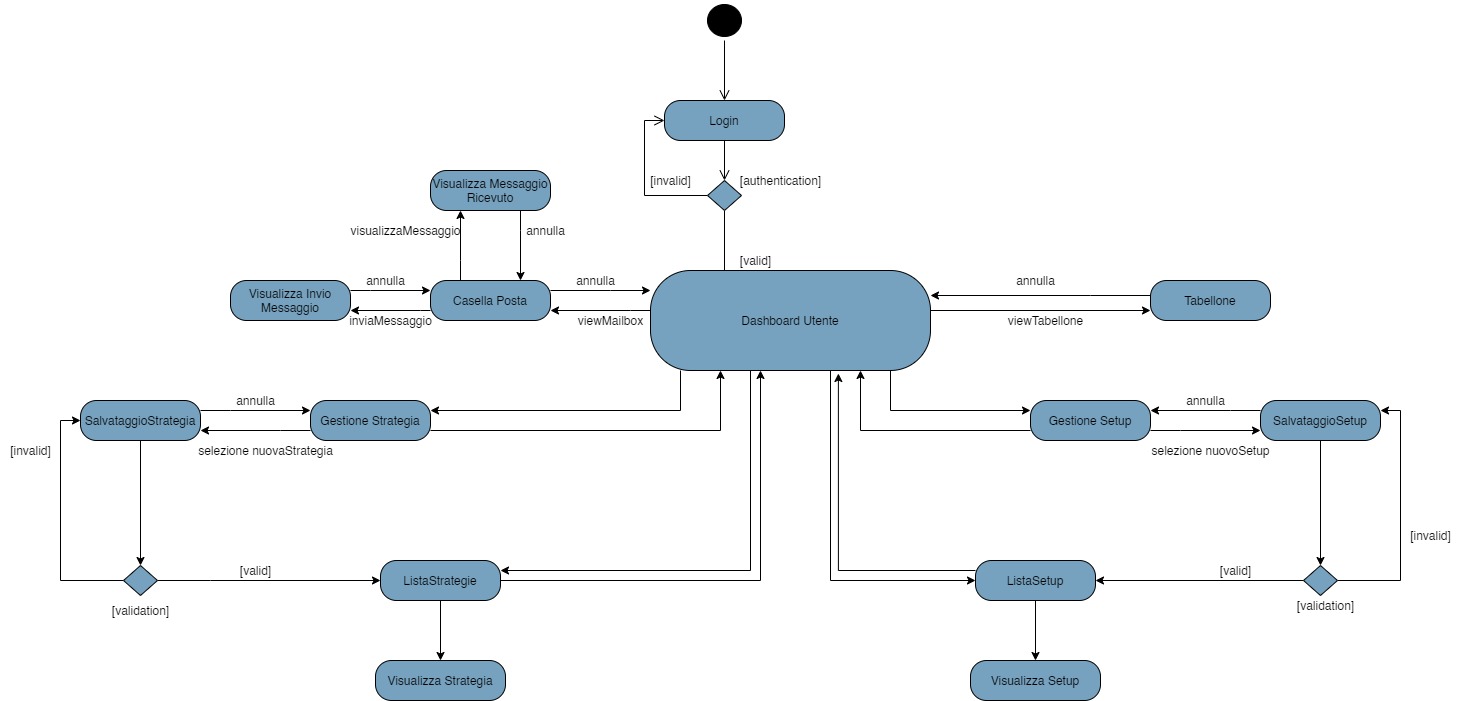 Login
[invalid]
[authentication]
Visualizza Messaggio
Ricevuto
visualizzaMessaggio
annulla
[valid]
annulla
annulla
annulla
Visualizza Invio
Messaggio
Casella Posta
Dashboard Utente
Tabellone
inviaMessaggio
viewMailbox
viewTabellone
annulla
annulla
SalvataggioStrategia
Gestione Strategia
Gestione Setup
SalvataggioSetup
[invalid]
selezione nuovaStrategia
selezione nuovoSetup
[invalid]
[valid]
[valid]
ListaStrategie
ListaSetup
[validation]
[validation]
Visualizza Strategia
Visualizza Setup